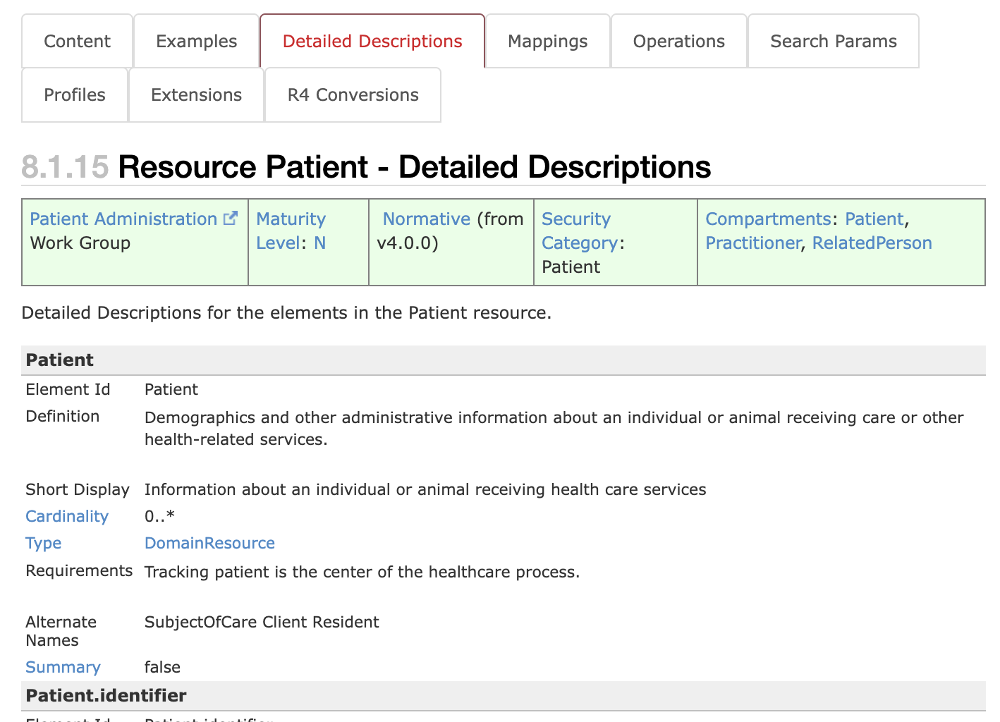 Content
Examples
Detailed Descriptions
Mappings
Operations
Search Params
Profiles
Extensions
R4 Conversions
8.1.15 Resource Patient - Detailed Descriptions
Patient Administration
Work Group
Maturity
Level: N
Normative (from
v4.0.0)
Security
Category:
Patient
Compartments: Patient,
Practitioner, RelatedPerson
Detailed Descriptions for the elements in the Patient resource.
Patient
Element Id Patient
Definition Demographics and other administrative information about an individual or animal receiving care or other
health-related services.
Short Display Information about an individual or animal receiving health care services
Cardinality 0..*
Type DomainResource
Requirements Tracking patient is the center of the healthcare process.
Alternate
Names
SubjectOfCare Client Resident
Summary false
Patient.identifier
Element Id Patient.identifier